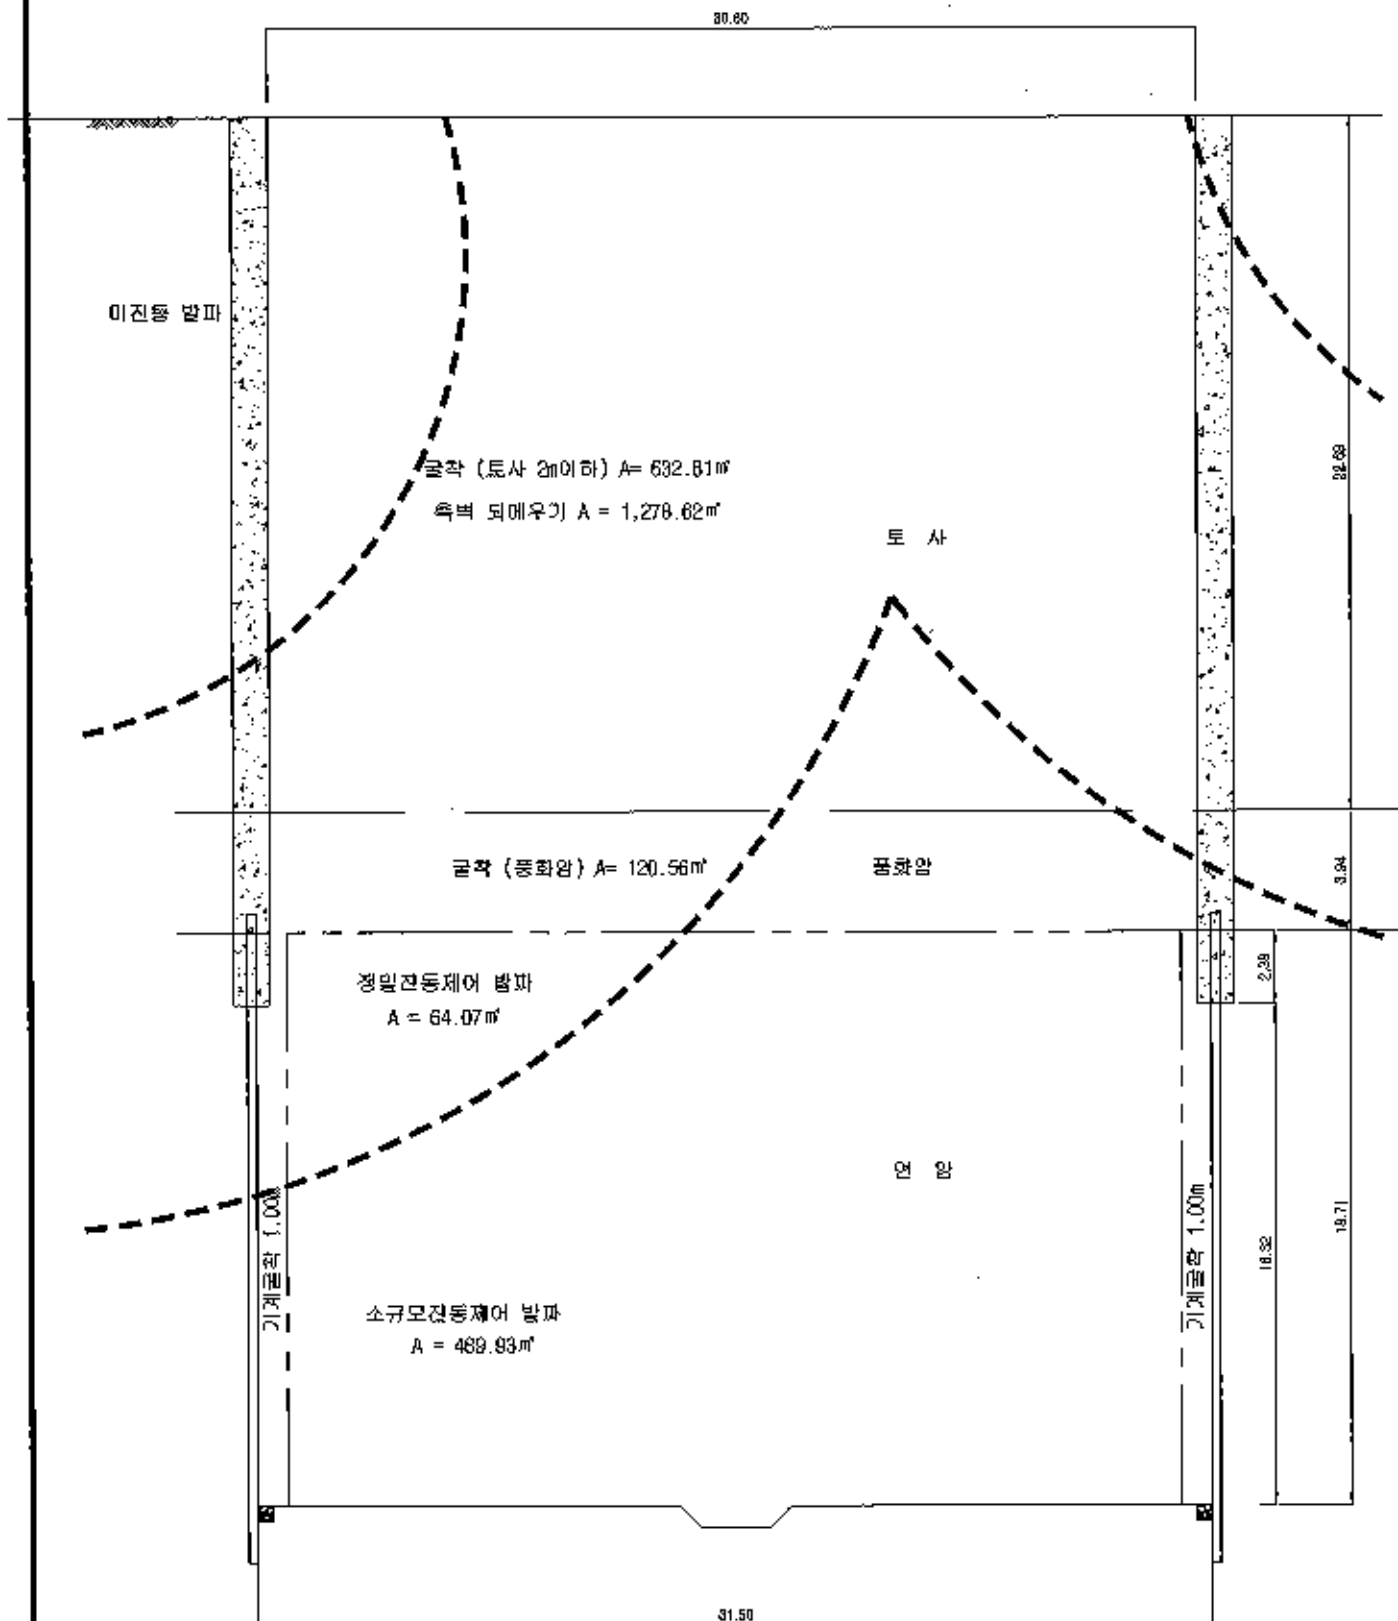 30.60
미진동 발파
22.69
굴착 (토사 2m이하) A= 632.81㎡
측벽 되메우기 A = 1,278.62㎡
토 사
굴착 (풍화암) A= 120.56㎡
풍화암
3.94
정밀진동제어 발파
A = 64.07㎡
2.39
연 암
기계굴착 1.00m
기계굴착 1.00m
16.32
18.71
소규모진동제어 발파
A = 469.93㎡
31.50